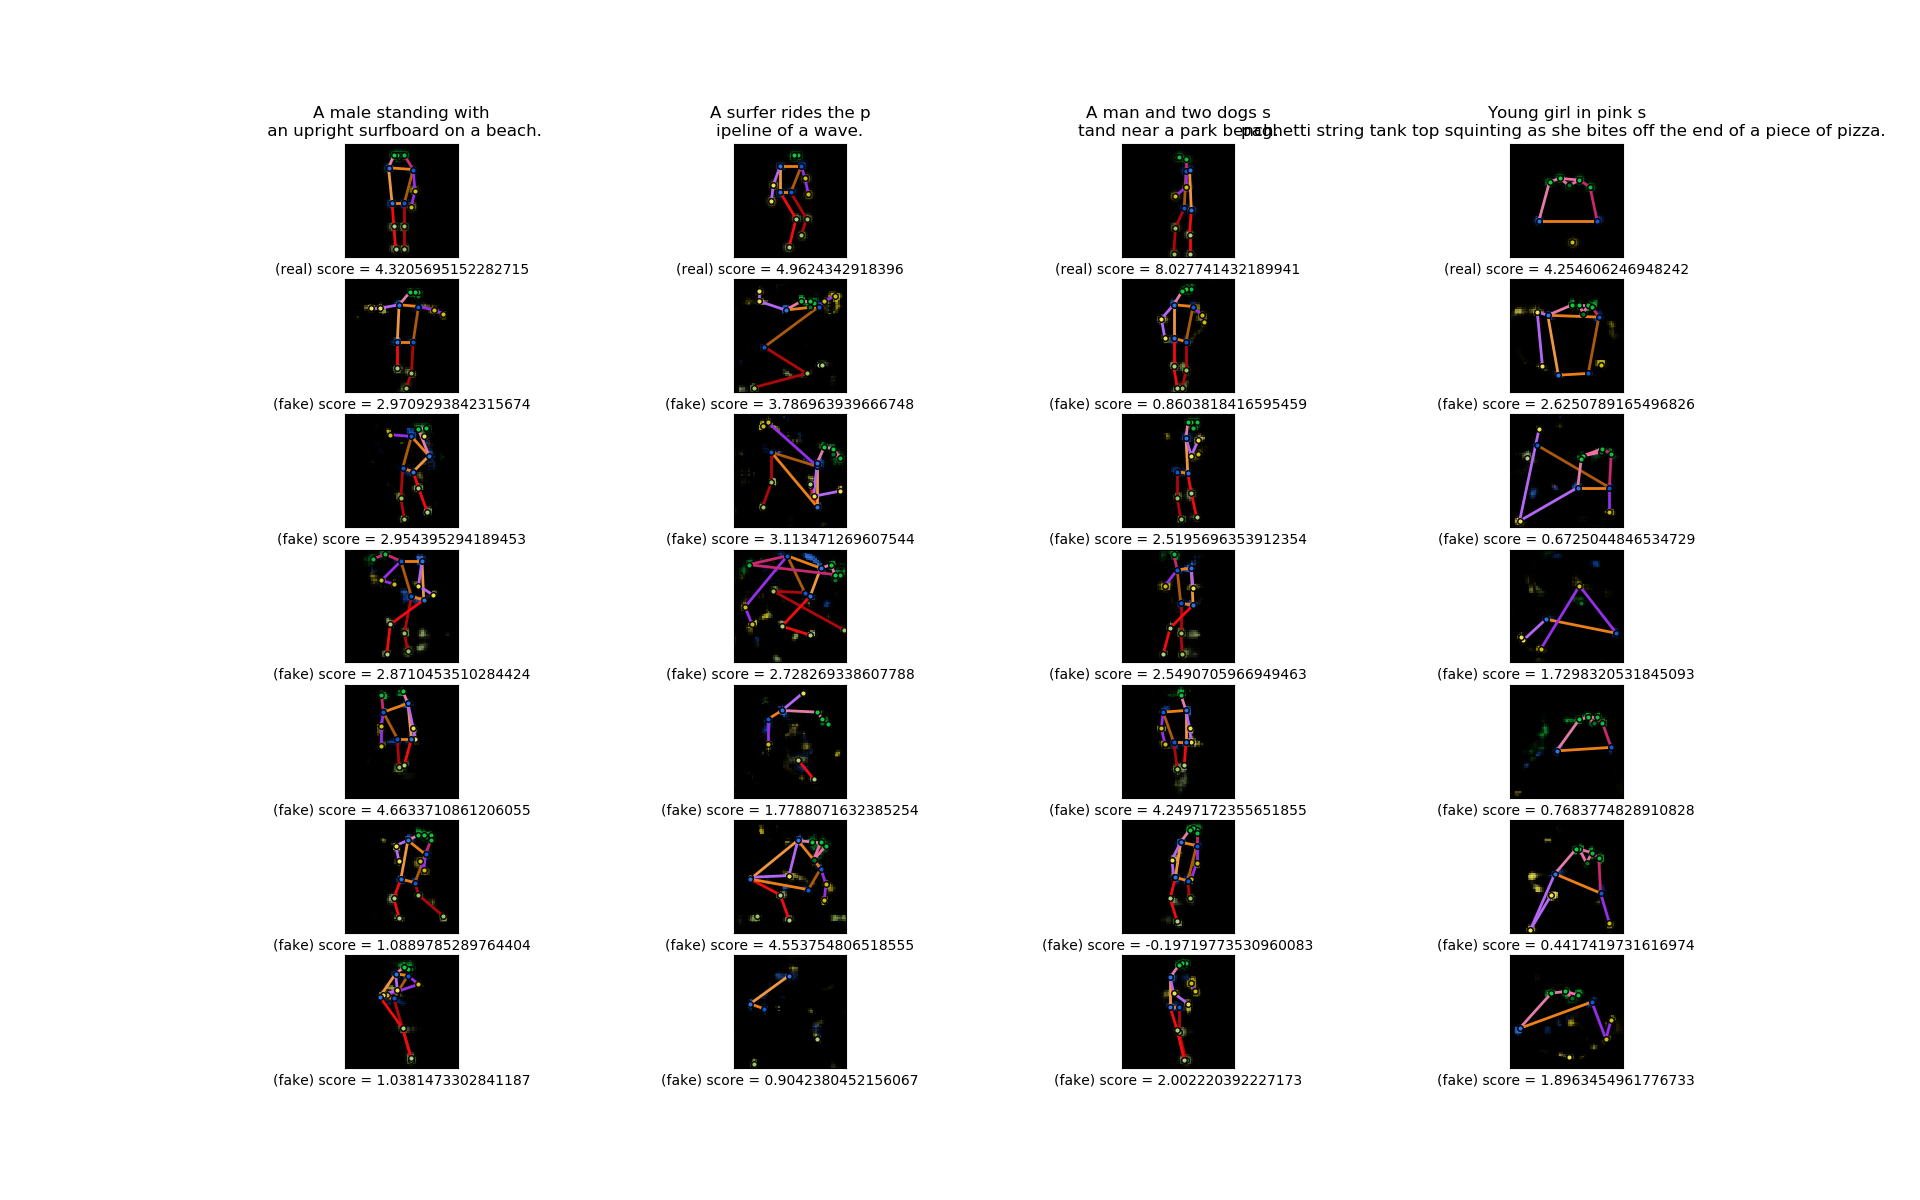 A male standing with
an upright surfboard on a beach.
A surfer rides the p
ipeline of a wave.
A man and two dogs s
tand near a park bench.
Young girl in pink s
paghetti string tank top squinting as she bites off the end of a piece of pizza.
(real) score = 4.3205695152282715
(real) score = 4.9624342918396
(real) score = 8.027741432189941
(real) score = 4.254606246948242
(fake) score = 2.9709293842315674
(fake) score = 3.786963939666748
(fake) score = 0.8603818416595459
(fake) score = 2.6250789165496826
(fake) score = 2.954395294189453
(fake) score = 3.113471269607544
(fake) score = 2.5195696353912354
(fake) score = 0.6725044846534729
(fake) score = 2.8710453510284424
(fake) score = 2.728269338607788
(fake) score = 2.5490705966949463
(fake) score = 1.7298320531845093
(fake) score = 4.6633710861206055
(fake) score = 1.7788071632385254
(fake) score = 4.2497172355651855
(fake) score = 0.7683774828910828
(fake) score = 1.0889785289764404
(fake) score = 4.553754806518555
(fake) score = -0.19719773530960083
(fake) score = 0.4417419731616974
(fake) score = 1.0381473302841187
(fake) score = 0.9042380452156067
(fake) score = 2.002220392227173
(fake) score = 1.8963454961776733